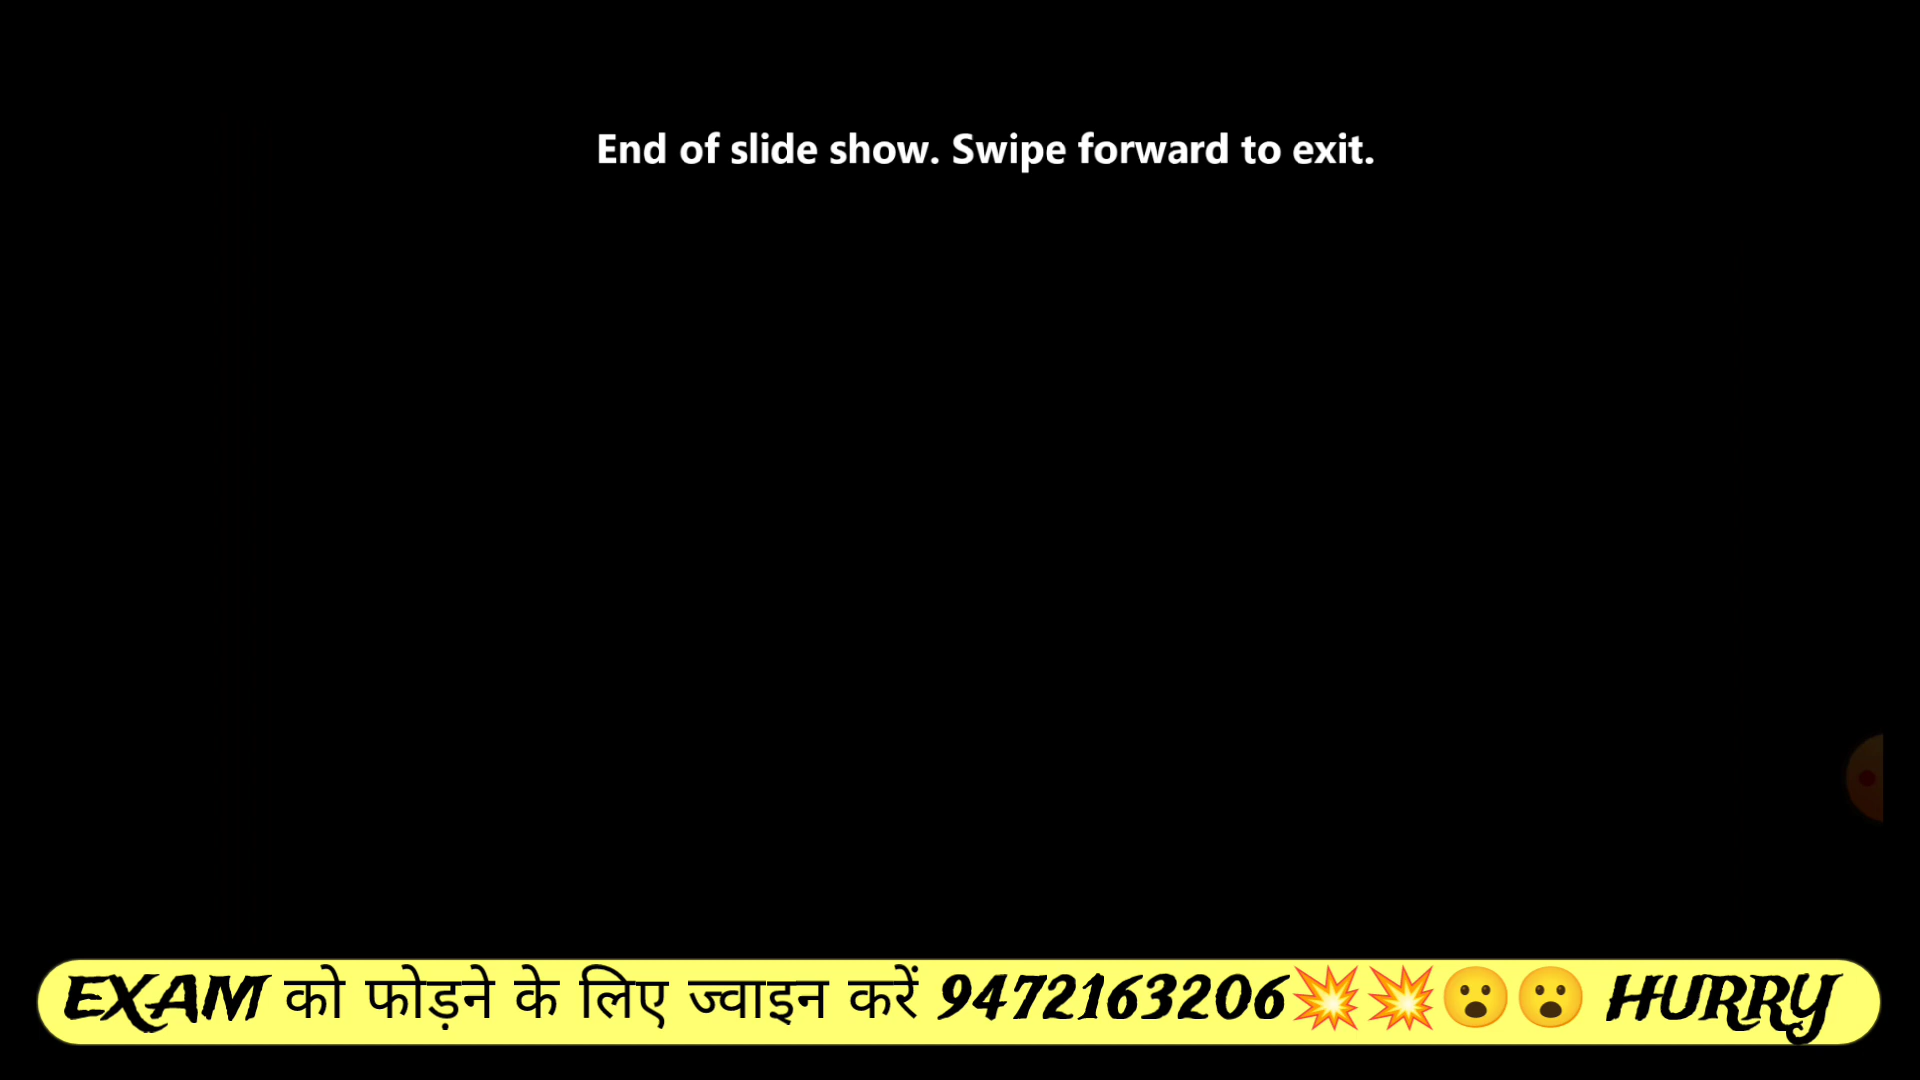 End of slide show. Swipe forward to exit.
EXAM को फोड़ने के लिए ज्वाइन करें 9472163206💥💥😮😮 HURRY